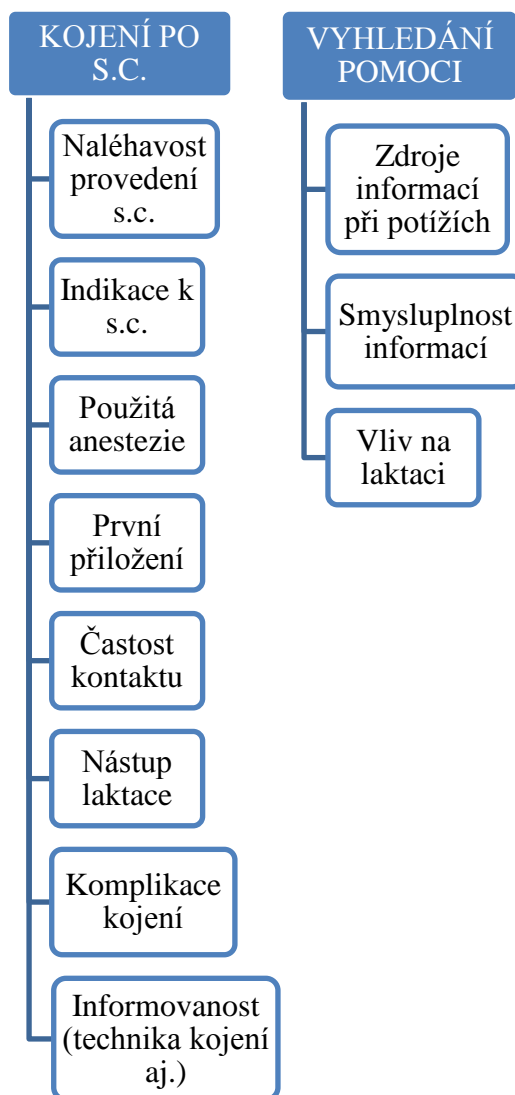 KOJENÍ PO
S.C.
Naléhavost
provedení
s.c.
Indikace k
s.c.
Použitá
anestezie
První
přiložení
Častost
kontaktu
Nástup
laktace
Komplikace
kojení
Informovanost
(technika kojení
aj.)
VYHLEDÁNÍ
POMOCI
Zdroje
informací
při potížích
Smysluplnost
informací
Vliv na
laktaci